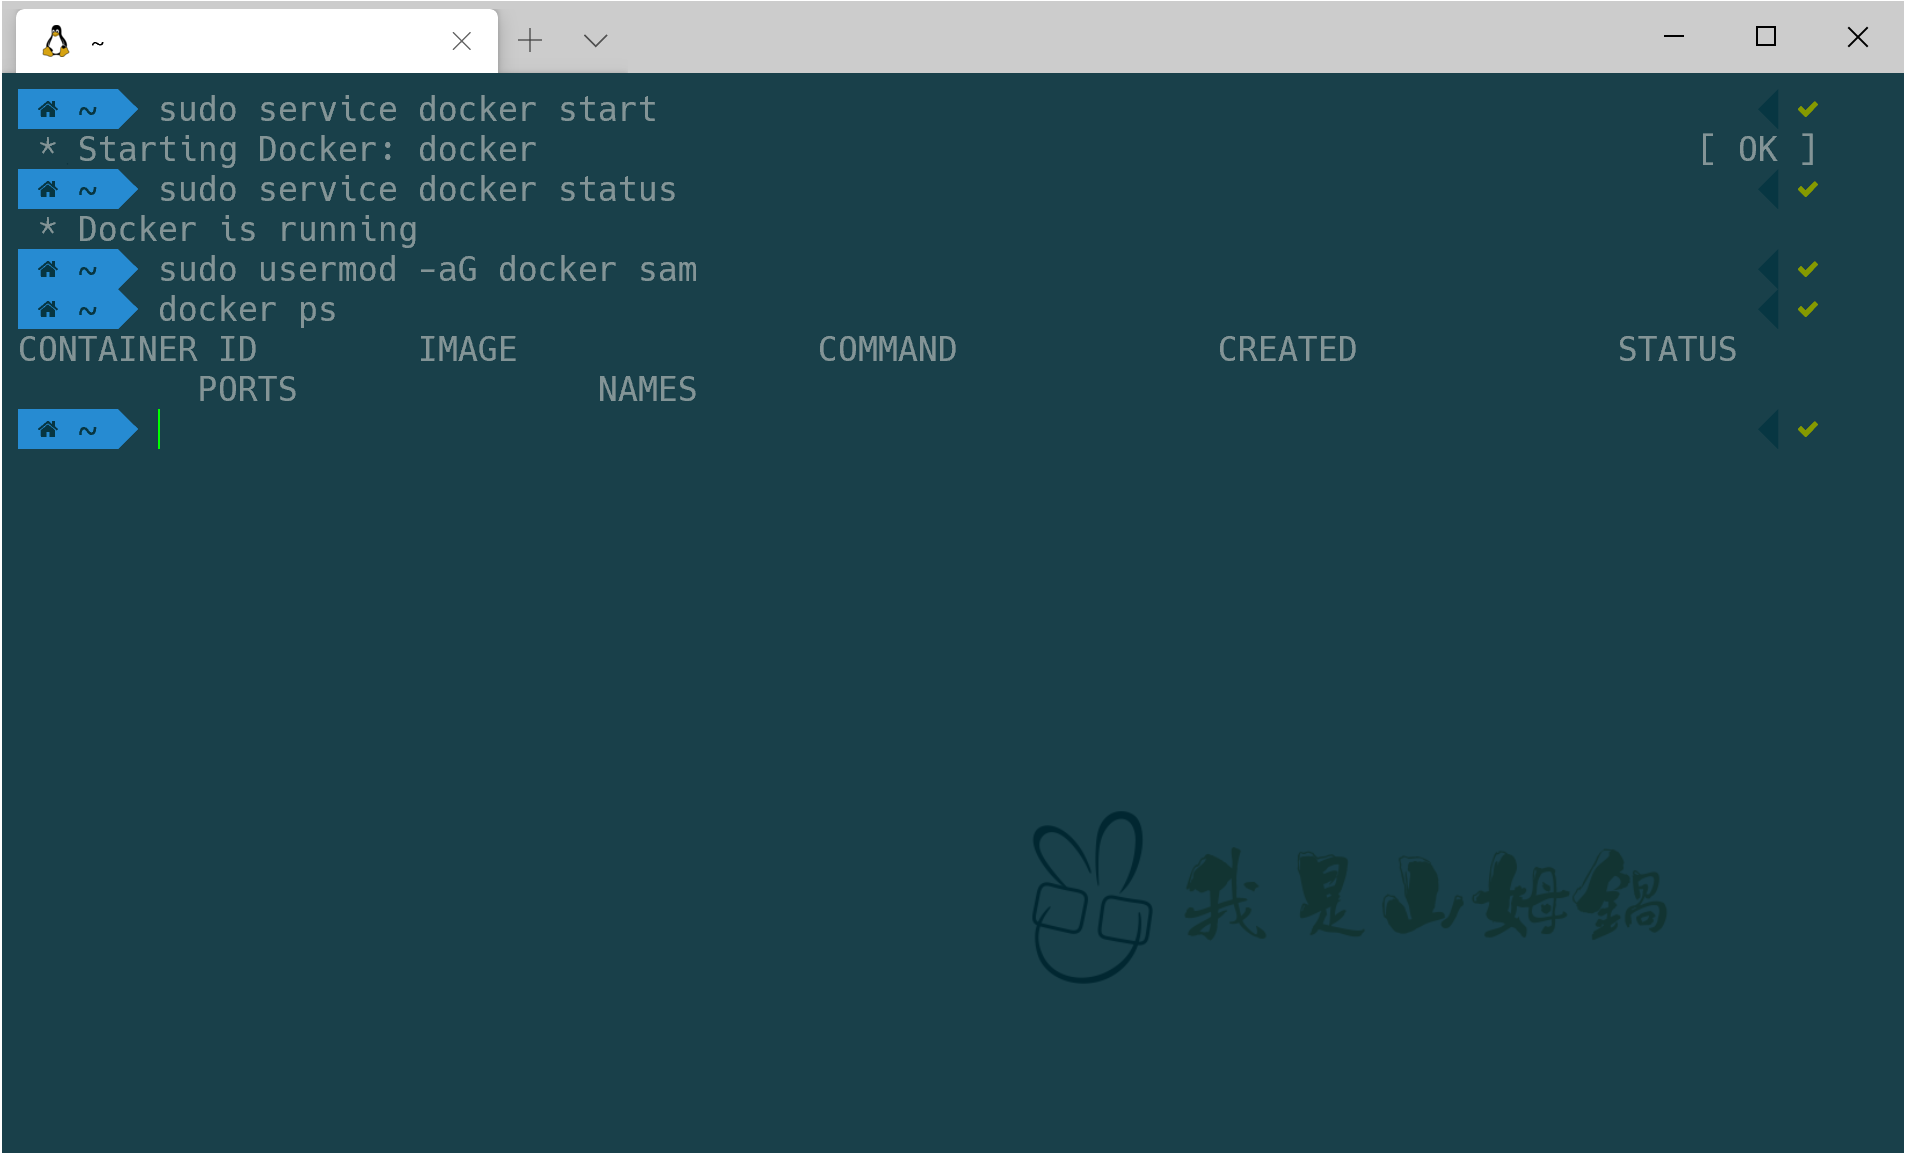 ~
~ sudo service docker start
* Starting Docker: docker [ OK ]
~ sudo service docker status
* Docker is running
~ sudo usermod -aG docker sam
~ docker ps
CONTAINER ID IMAGE COMMAND CREATED STATUS
PORTS NAMES
~
我是山姆鍋